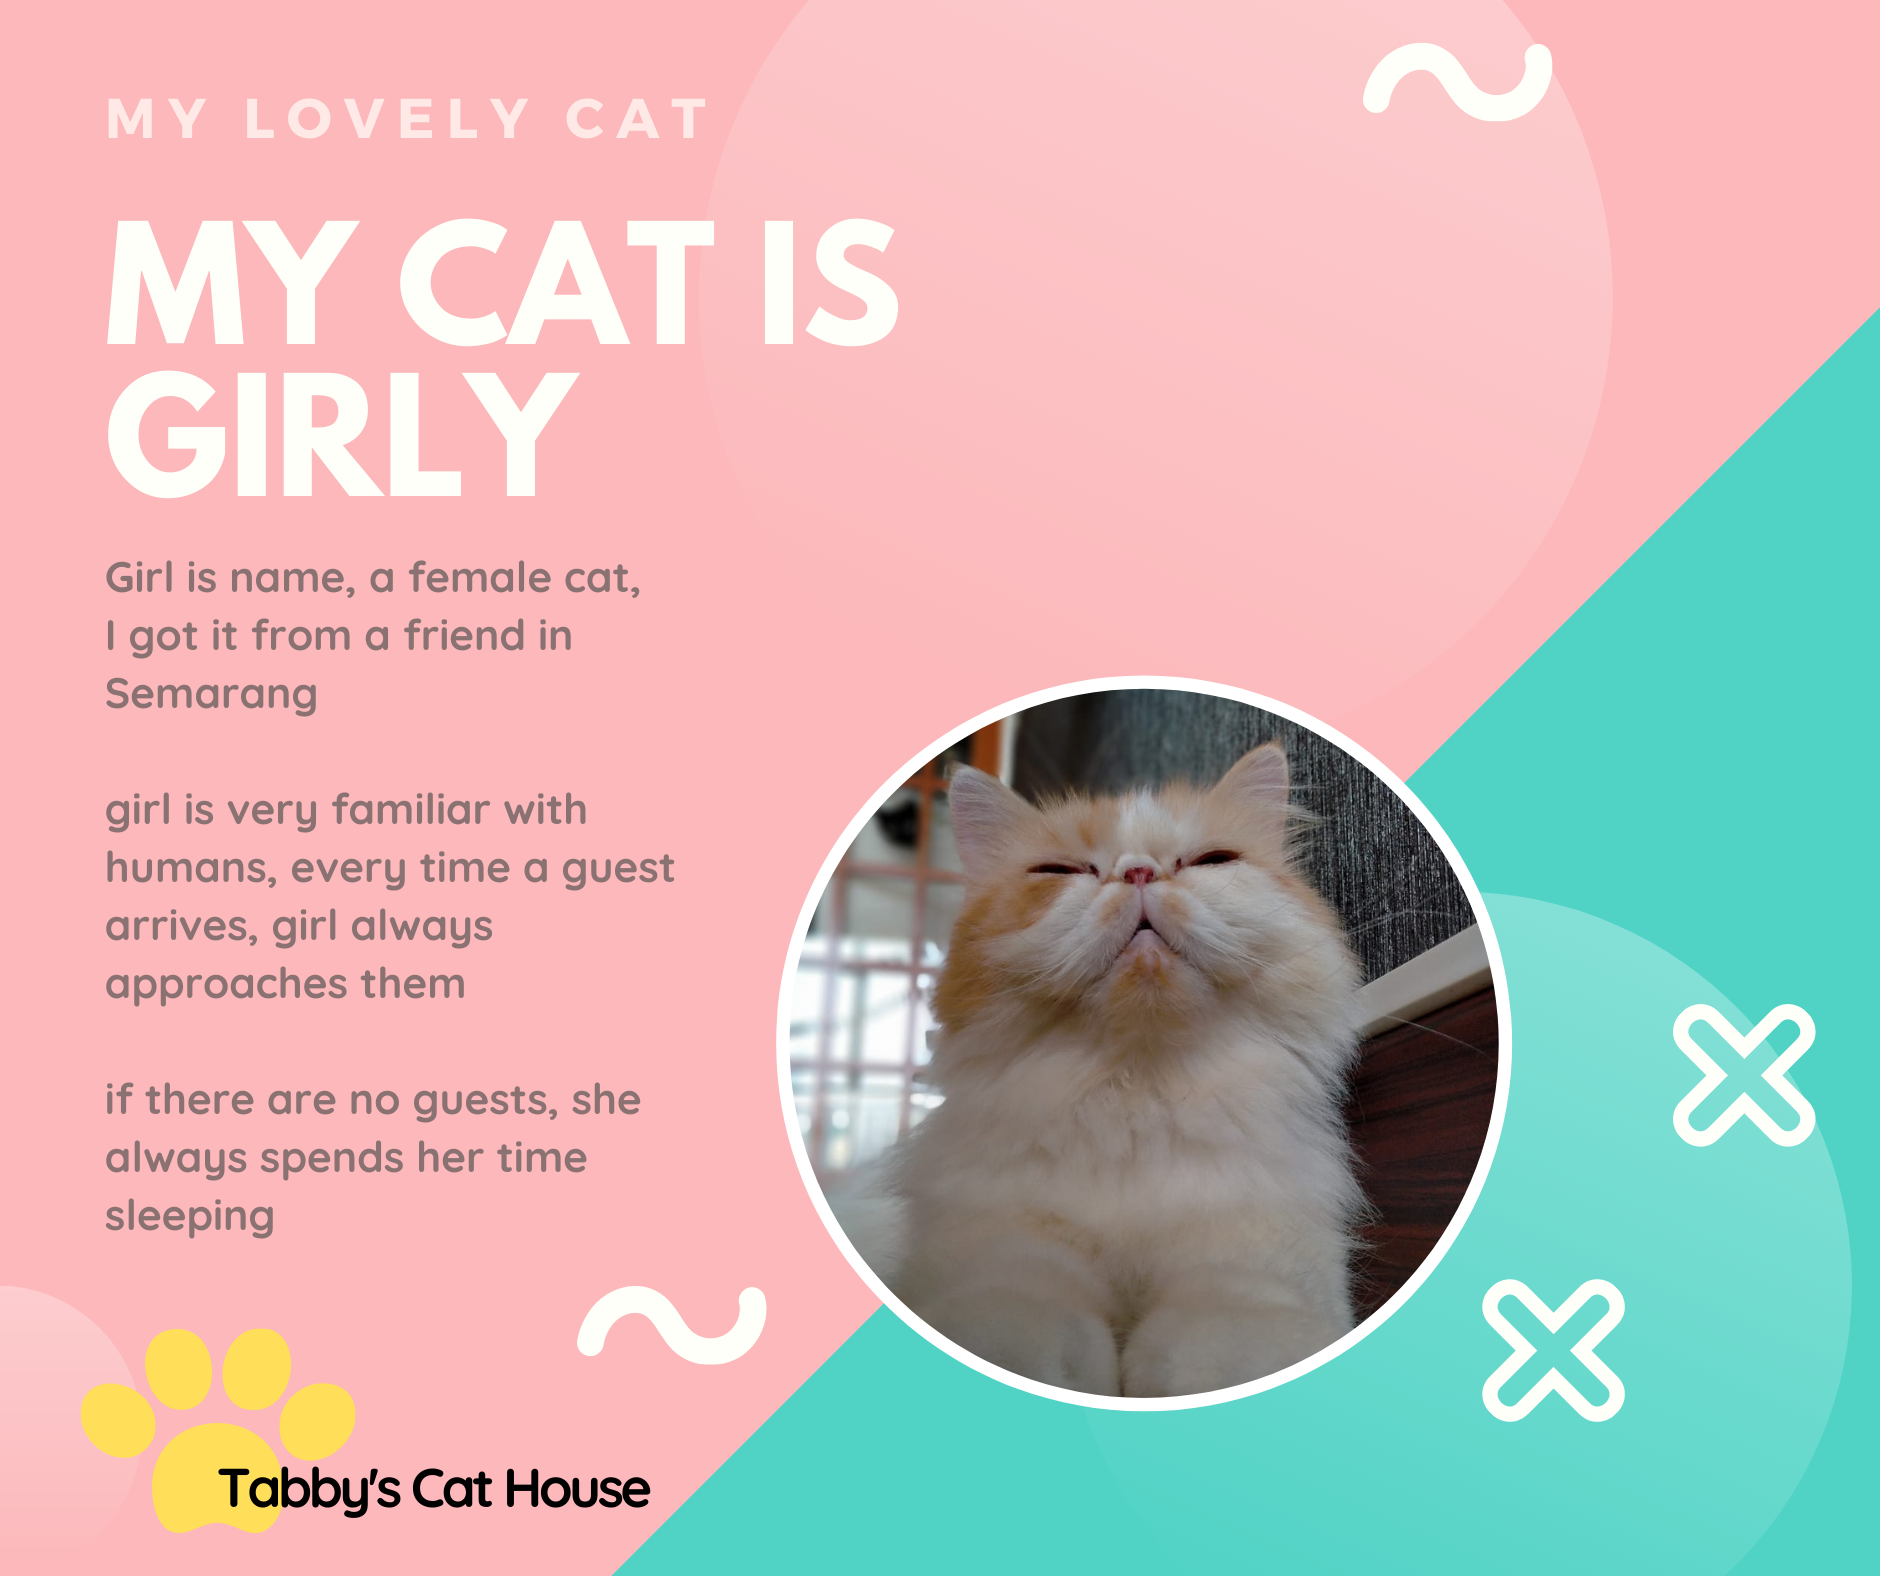 MY LOVELY CAT
MY CAT IS
GIRLY
Girl is name, a female cat,
I got it from a friend in
Semarang
girl is very familiar with
humans, every time a guest
arrives, girl always
approaches them
if there are no guests, she
always spends her time
sleeping
Tabby's Cat House